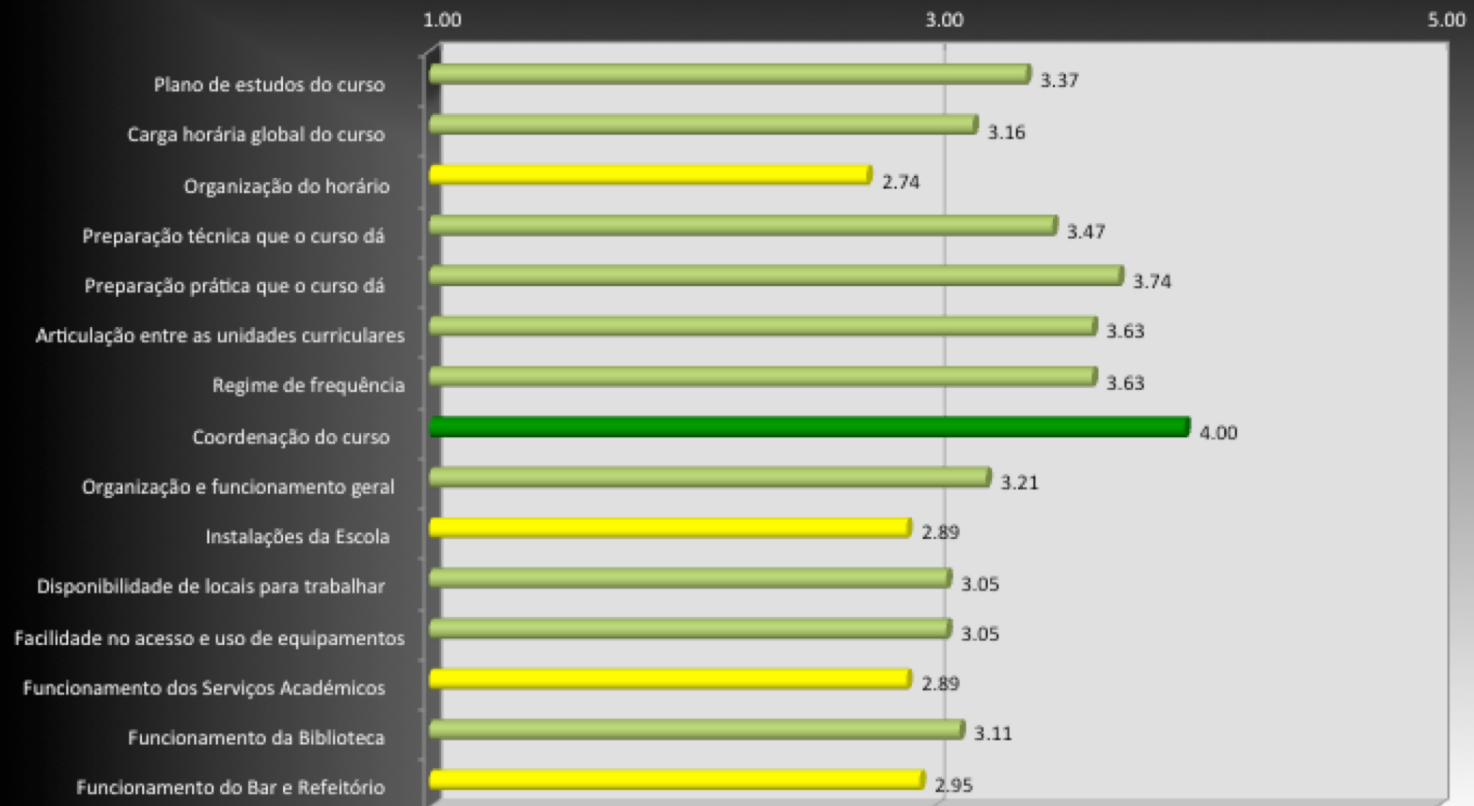 1.00 3.00 5.00
Plano de estudos do curso 3.37
Carga horária global do curso 3.16
Organização do horário 2.74
Preparação técnica que o curso dá 3.47
Preparação prática que o curso dá 3.74
Articulação entre as unidades curriculares 3.63
Regime de frequência 3.63
Coordenação do curso 4.00
Organização e funcionamento geral 3.21
Instalações da Escola 2.89
Disponibilidade de locais para trabalhar 3.05
Facilidade no acesso e uso de equipamentos 3.05
Funcionamento dos Serviços Académicos 2.89
Funcionamento da Biblioteca 3.11
Funcionamento do Bar e Refeitório 2.95